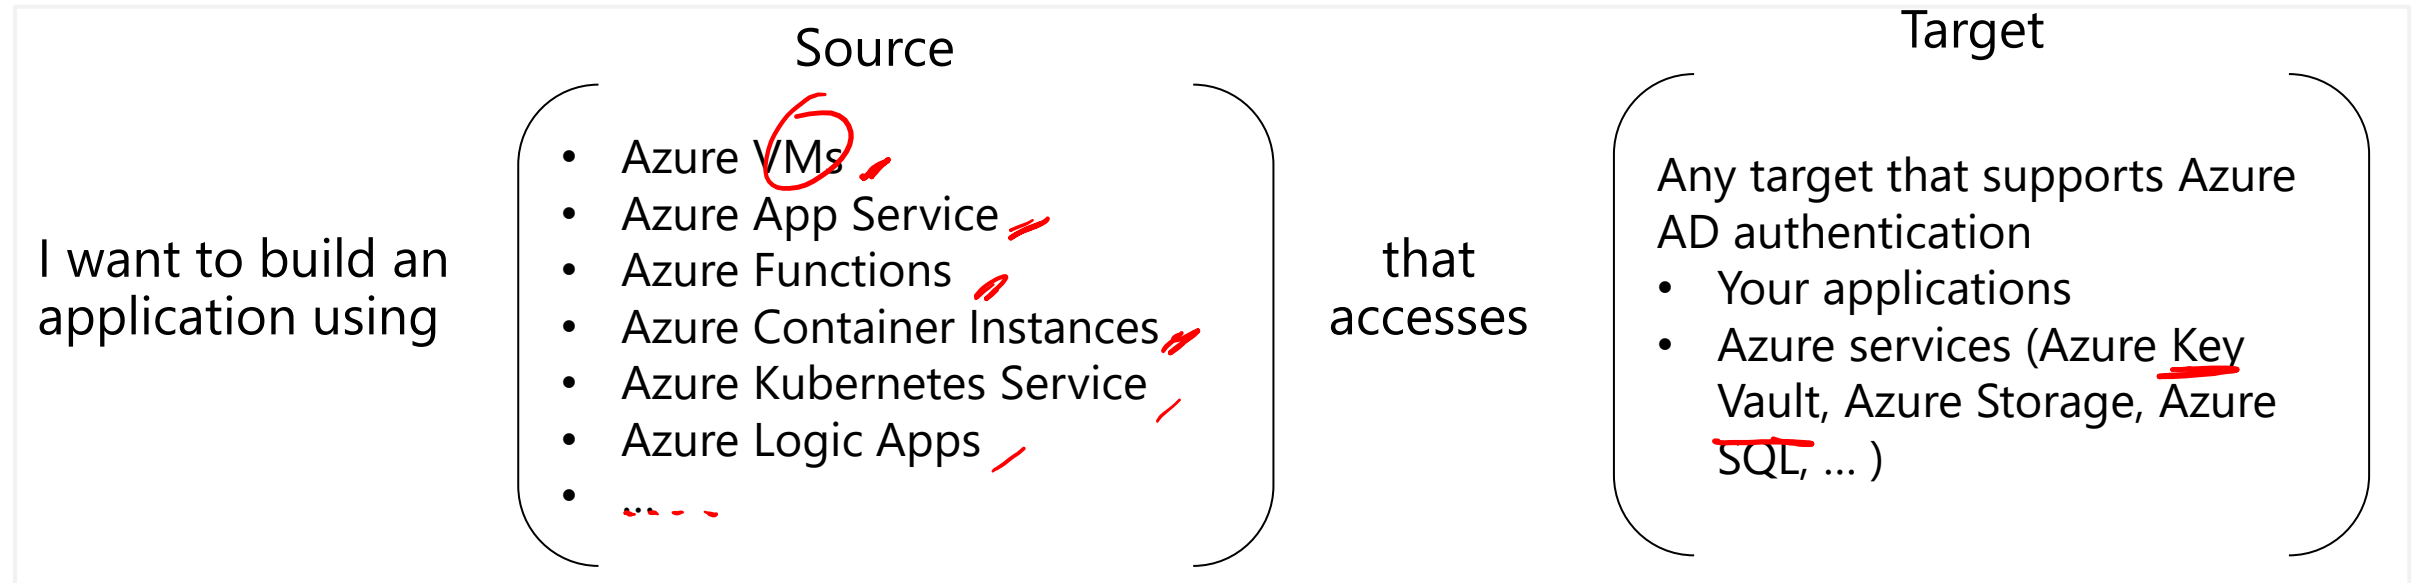 Source
Target
I want to build an
application using
• Azure VMs
• Azure App Service
• Azure Functions
• Azure Container Instances
• Azure Kubernetes Service
• Azure Logic Apps
• ...
that
accesses
Any target that supports Azure
AD authentication
• Your applications
• Azure services (Azure Key
Vault, Azure Storage, Azure
SQL, ... )